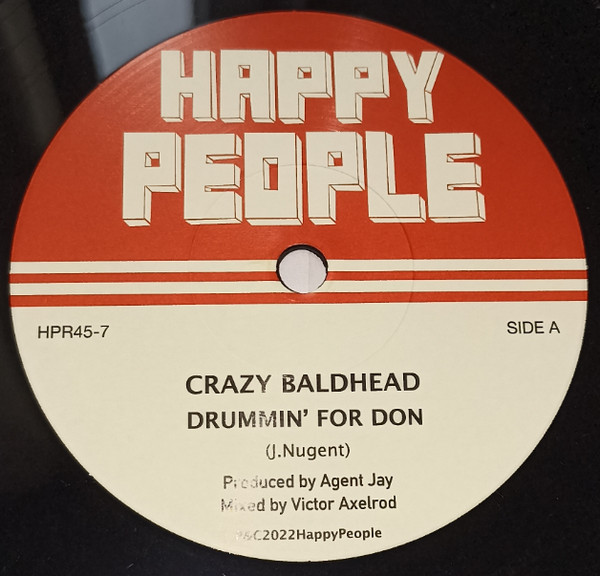 HAPPY
PEOPLE
HPR45-7
SIDE A
CRAZY BALDHEAD
DRUMMIN' FOR DON
(J.Nugent)
Produced by Agent Jay
Mixed by Victor Axelrod
P&C2022HappyPeople